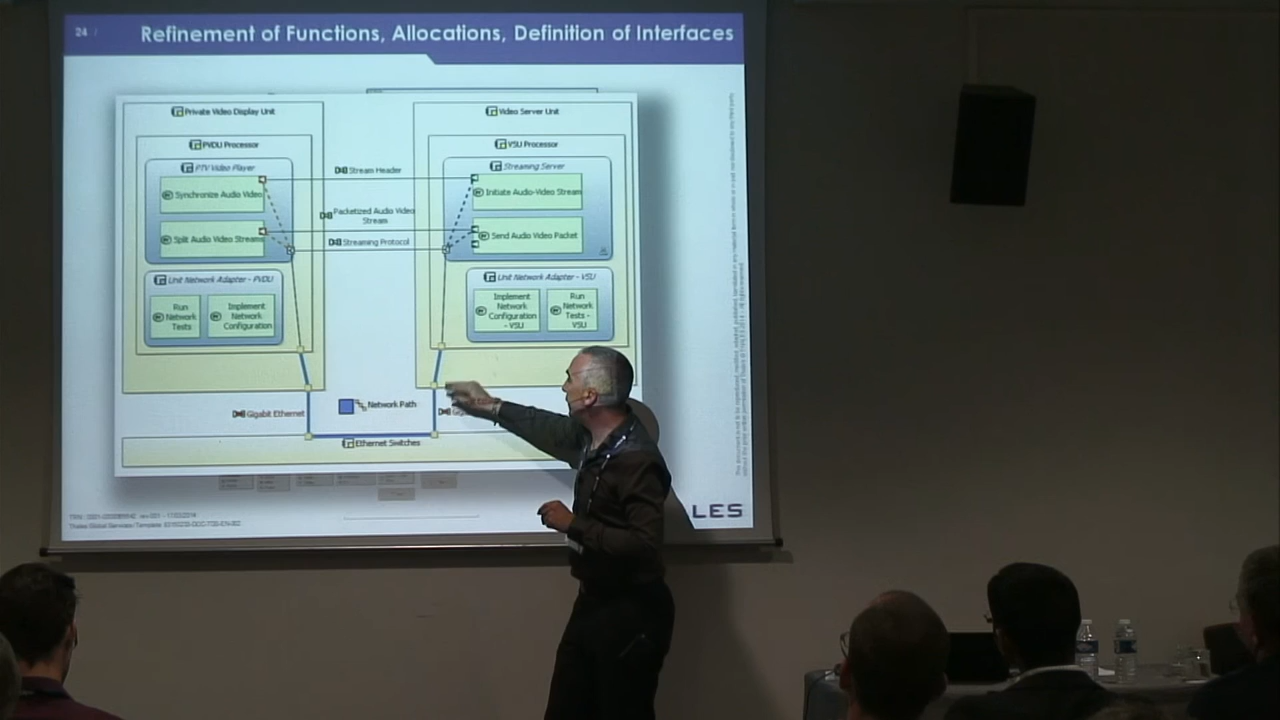 24
Refinement of Functions, Allocations, Definition of Interfaces
Private Video Display Unit
Video Server Unit
PVDU Processor
VSU Processor
PTV Video Player
Streaming Server
Stream Header
Synchronize Audio Video
Initiate Audio-Video Stream
Packetized Audio Video
Stream
Split Audio Video Streams
Send Audio Video Packet
Streaming Protocol
Unit Network Adapter - PVDU
Unit Network Adapter - VSU
Run
Network
Tests
Implement
Network
Configuration
Implement
Network
Configuration
- VSU
Run
Network
Tests -
VSU
Gigabit Ethernet
Network Path
Ethernet Switches
LES